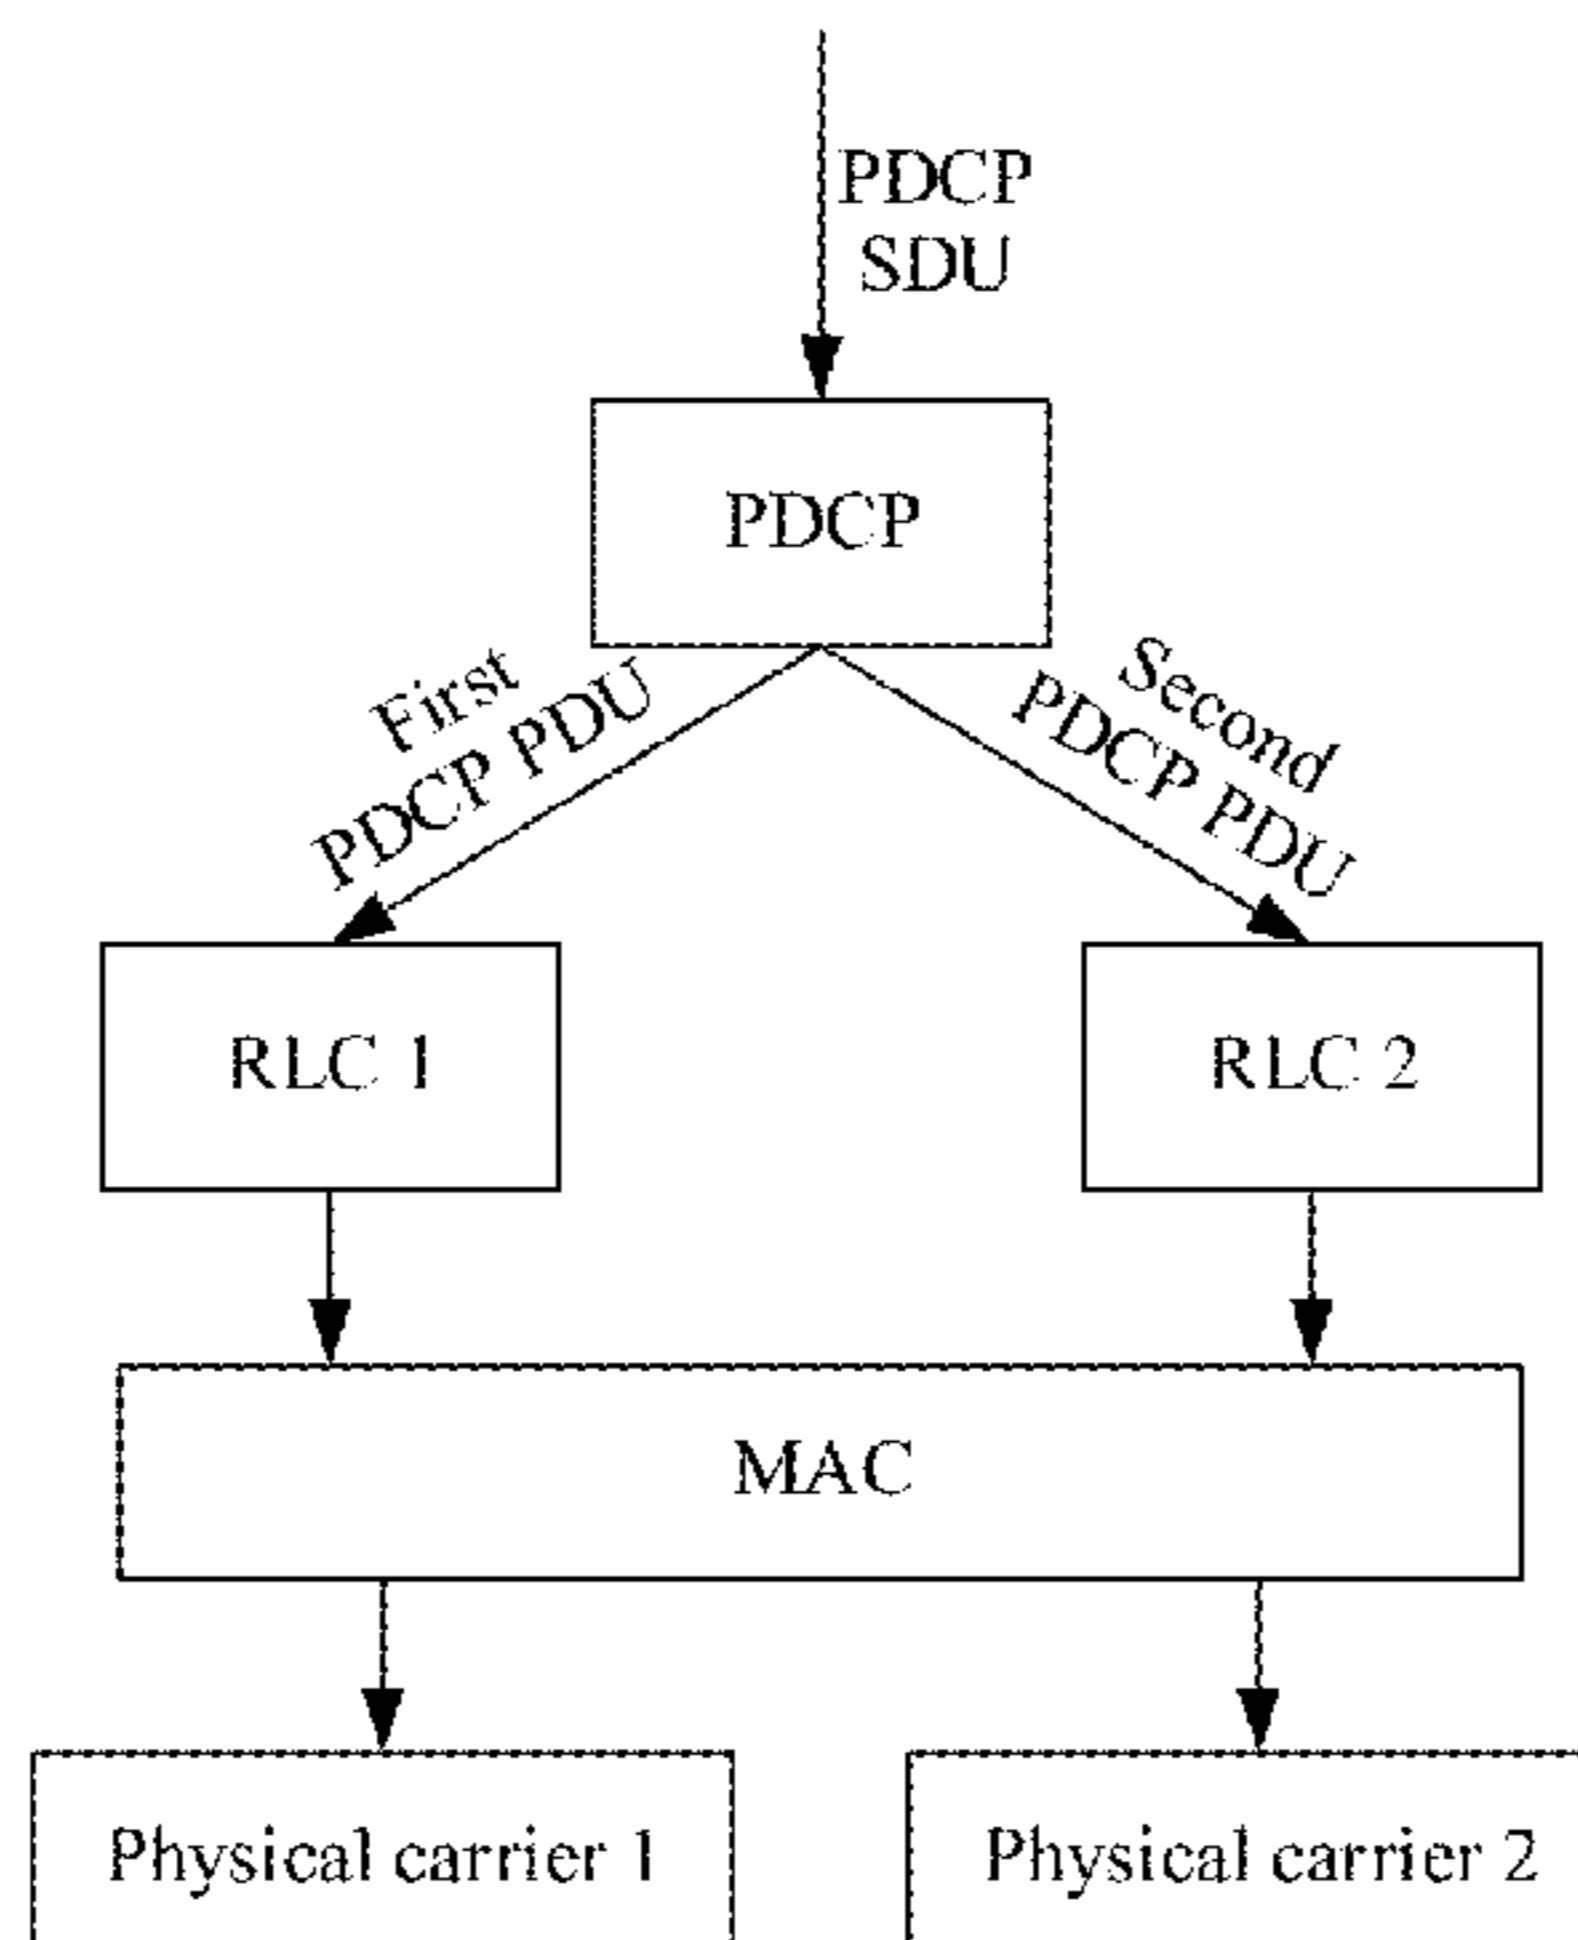 PDCP
SDU
PDCP
First
PDCP PDU
Second
PDCP PDU
RLC 1
RLC 2
MAC
Physical carrier 1
Physical carrier 2